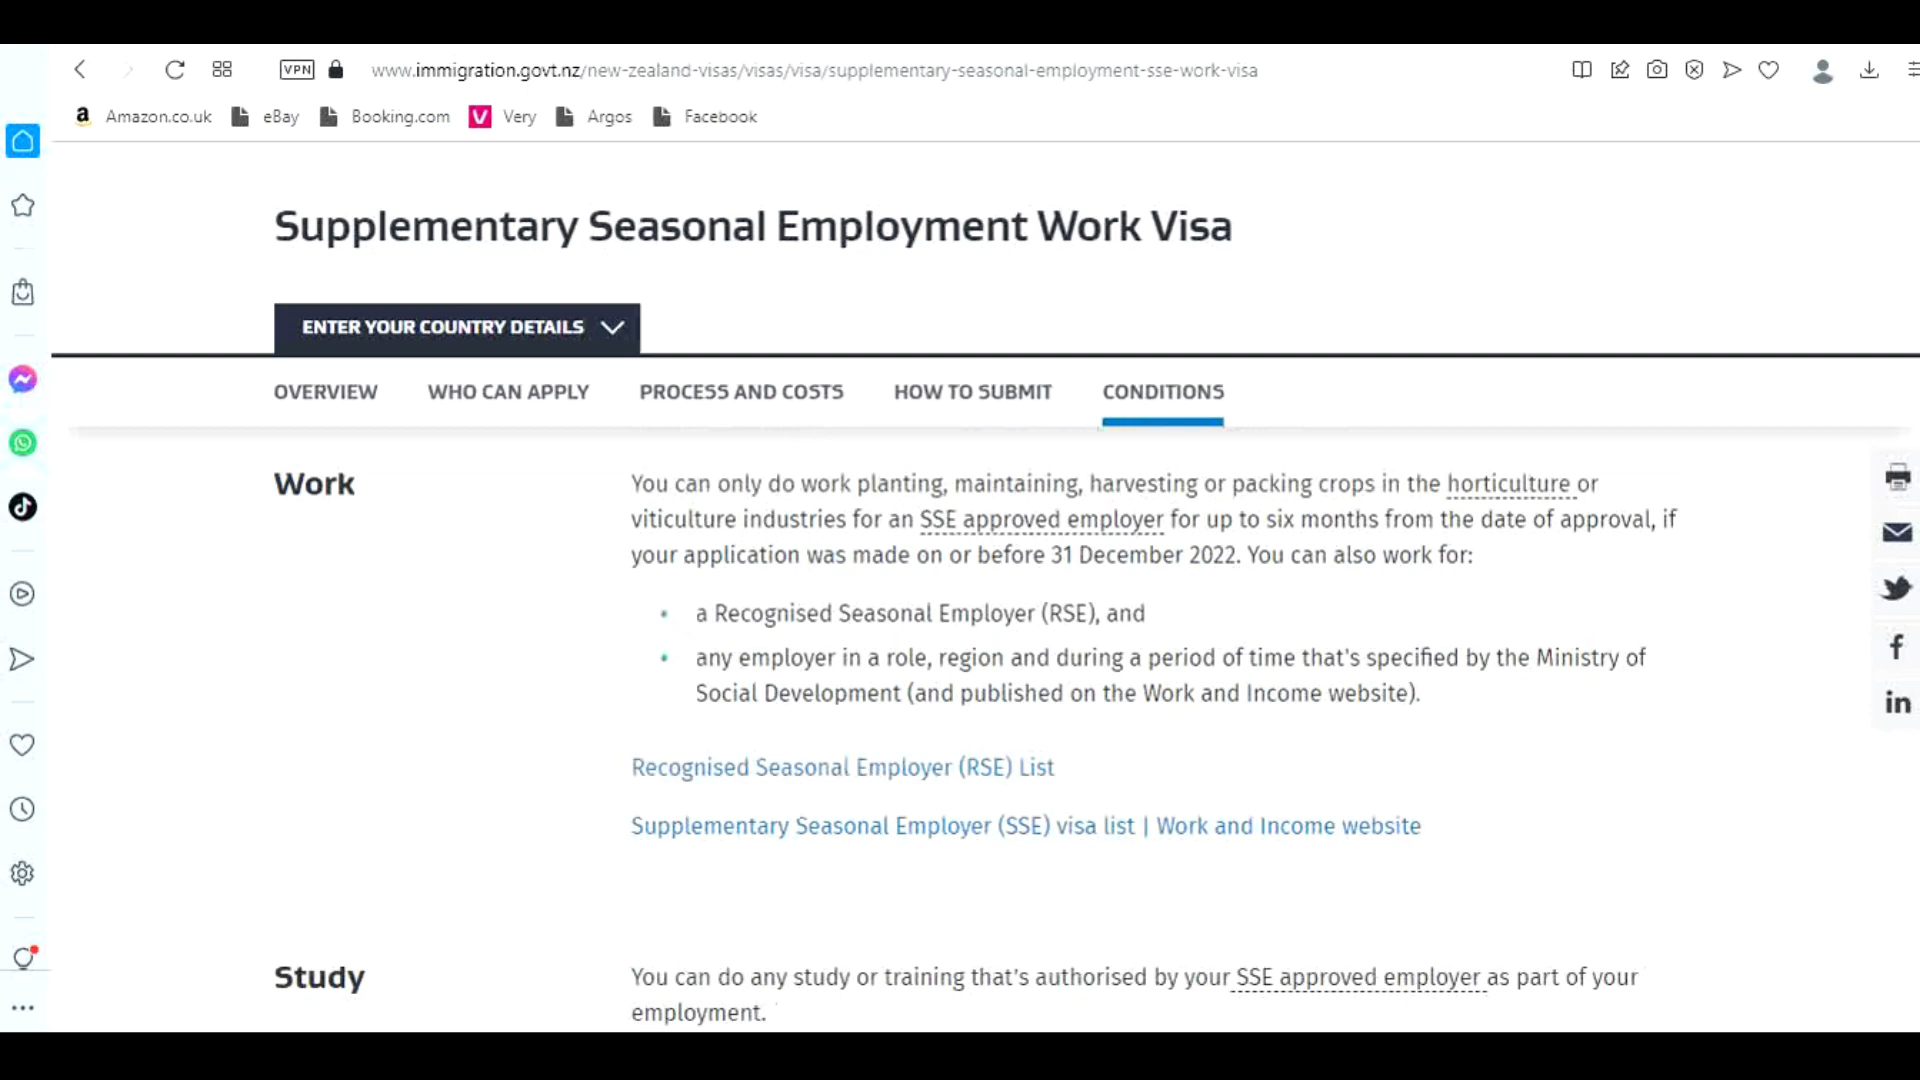 VPN
www.immigration.govt.nz/new-zealand-visas/visas/visa/supplementary-seasonal-employment-sse-work-visa
a Amazon.co.uk eBay Booking.com V Very Argos Facebook
Supplementary Seasonal Employment Work Visa
ENTER YOUR COUNTRY DETAILS
OVERVIEW WHO CAN APPLY PROCESS AND COSTS HOW TO SUBMIT CONDITIONS
Work
You can only do work planting, maintaining, harvesting or packing crops in the horticulture or
viticulture industries for an SSE approved employer for up to six months from the date of approval, if
your application was made on or before 31 December 2022. You can also work for:
• a Recognised Seasonal Employer (RSE), and
• any employer in a role, region and during a period of time that's specified by the Ministry of
Social Development (and published on the Work and Income website).
Recognised Seasonal Employer (RSE) List
Supplementary Seasonal Employer (SSE) visa list | Work and Income website
Study
You can do any study or training that's authorised by your SSE approved employer as part of your
employment.
f
in